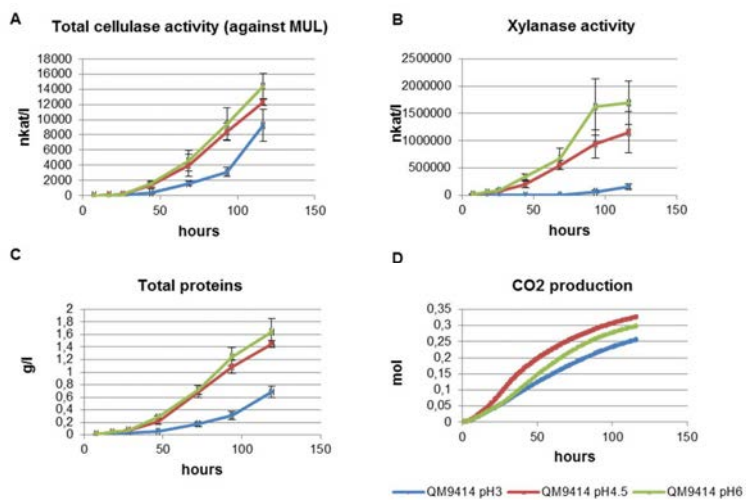 A
Total cellulase activity (against MUL)
18000
16000
14000
12000
10000
8000
6000
4000
2000
0
nkat/l
0 50 100 150
hours
B
Xylanase activity
2500000
2000000
1500000
1000000
500000
0
nkat/l
0 50 100 150
hours
C
Total proteins
2
1,8
1,6
1,4
1,2
1
0,8
0,6
0,4
0,2
0
g/l
0 50 100 150
hours
D
CO2 production
0,35
0,3
0,25
0,2
0,15
0,1
0,05
0
mol
0 50 100 150
hours
QM9414 pH3 QM9414 pH4.5 QM9414 pH6